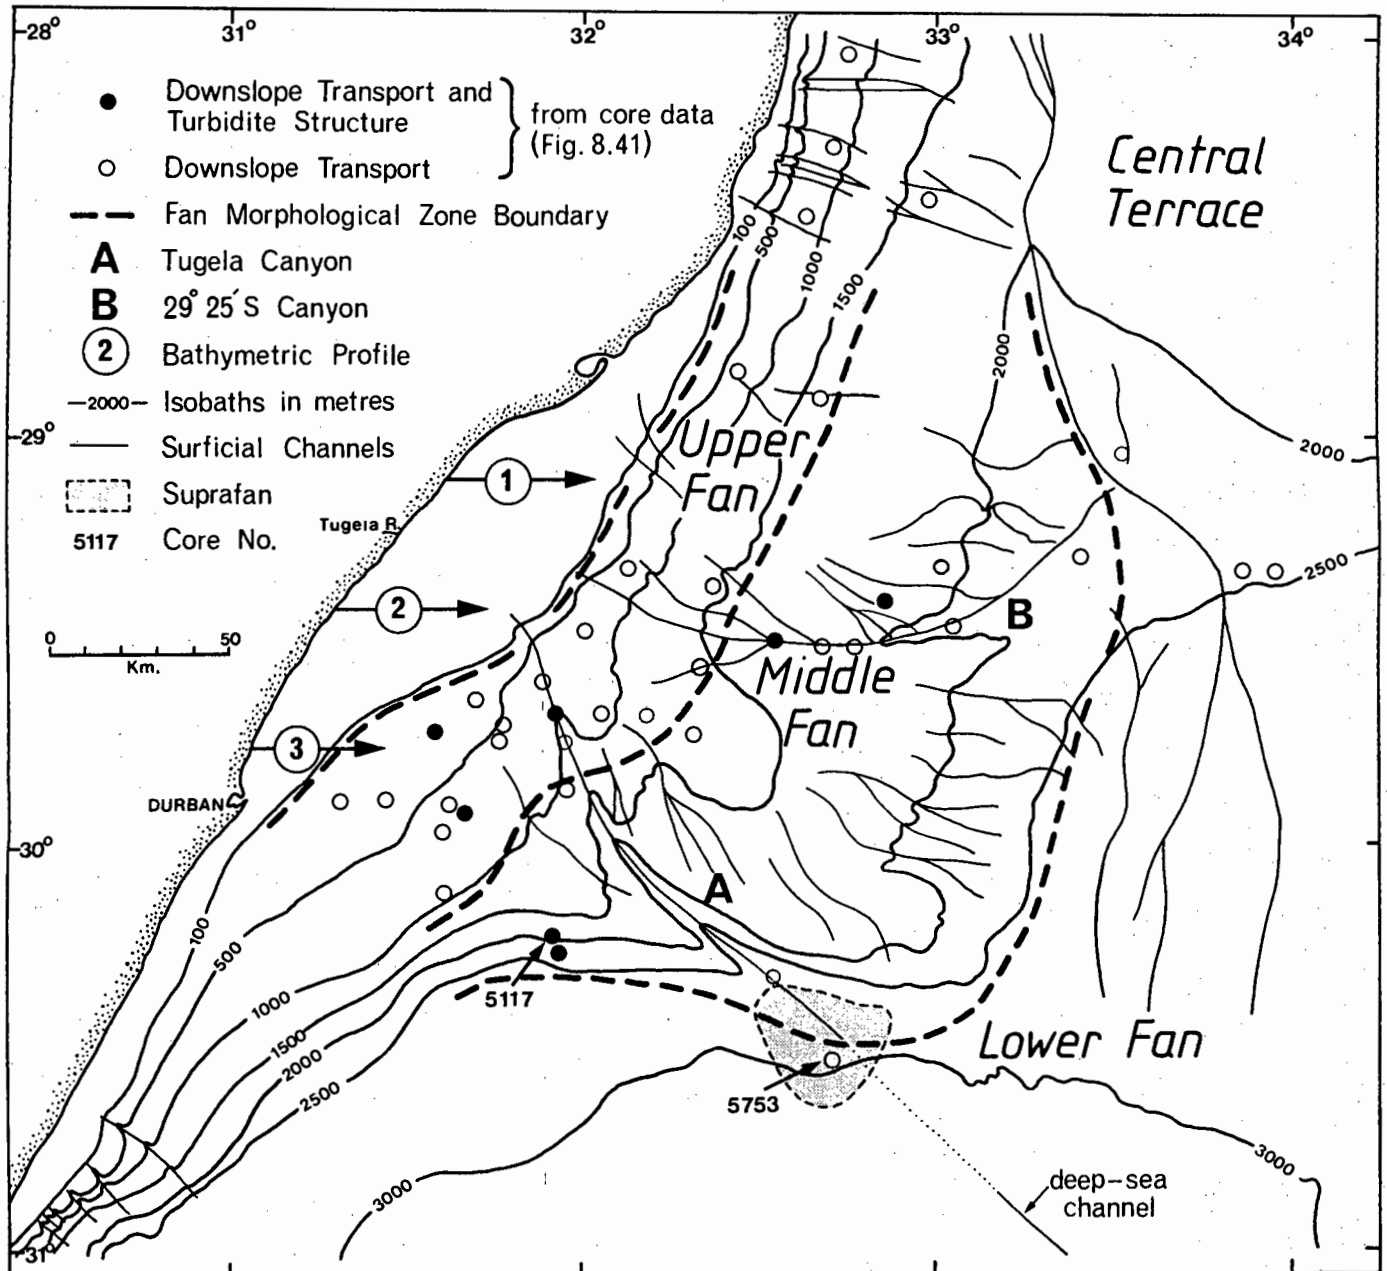 28°
31°
32°
33°
34°
Downslope Transport and
Turbidite Structure
from core data
(Fig. 8.41)
Downslope Transport
Fan Morphological Zone Boundary
A Tugela Canyon
B 29° 25´ S Canyon
2 Bathymetric Profile
—2000— Isobaths in metres
Surficial Channels
Suprafan
5117 Core No.
Central
Terrace
100
500
1000
1500
2000
29°
2000
Upper
Fan
1
Tugela R.
2
2500
B
0 50
Km.
Middle
Fan
3
DURBAN
30°
A
100
500
1000
1500
2000
2500
5117
Lower Fan
5753
3000
3000
deep-sea
channel
31°